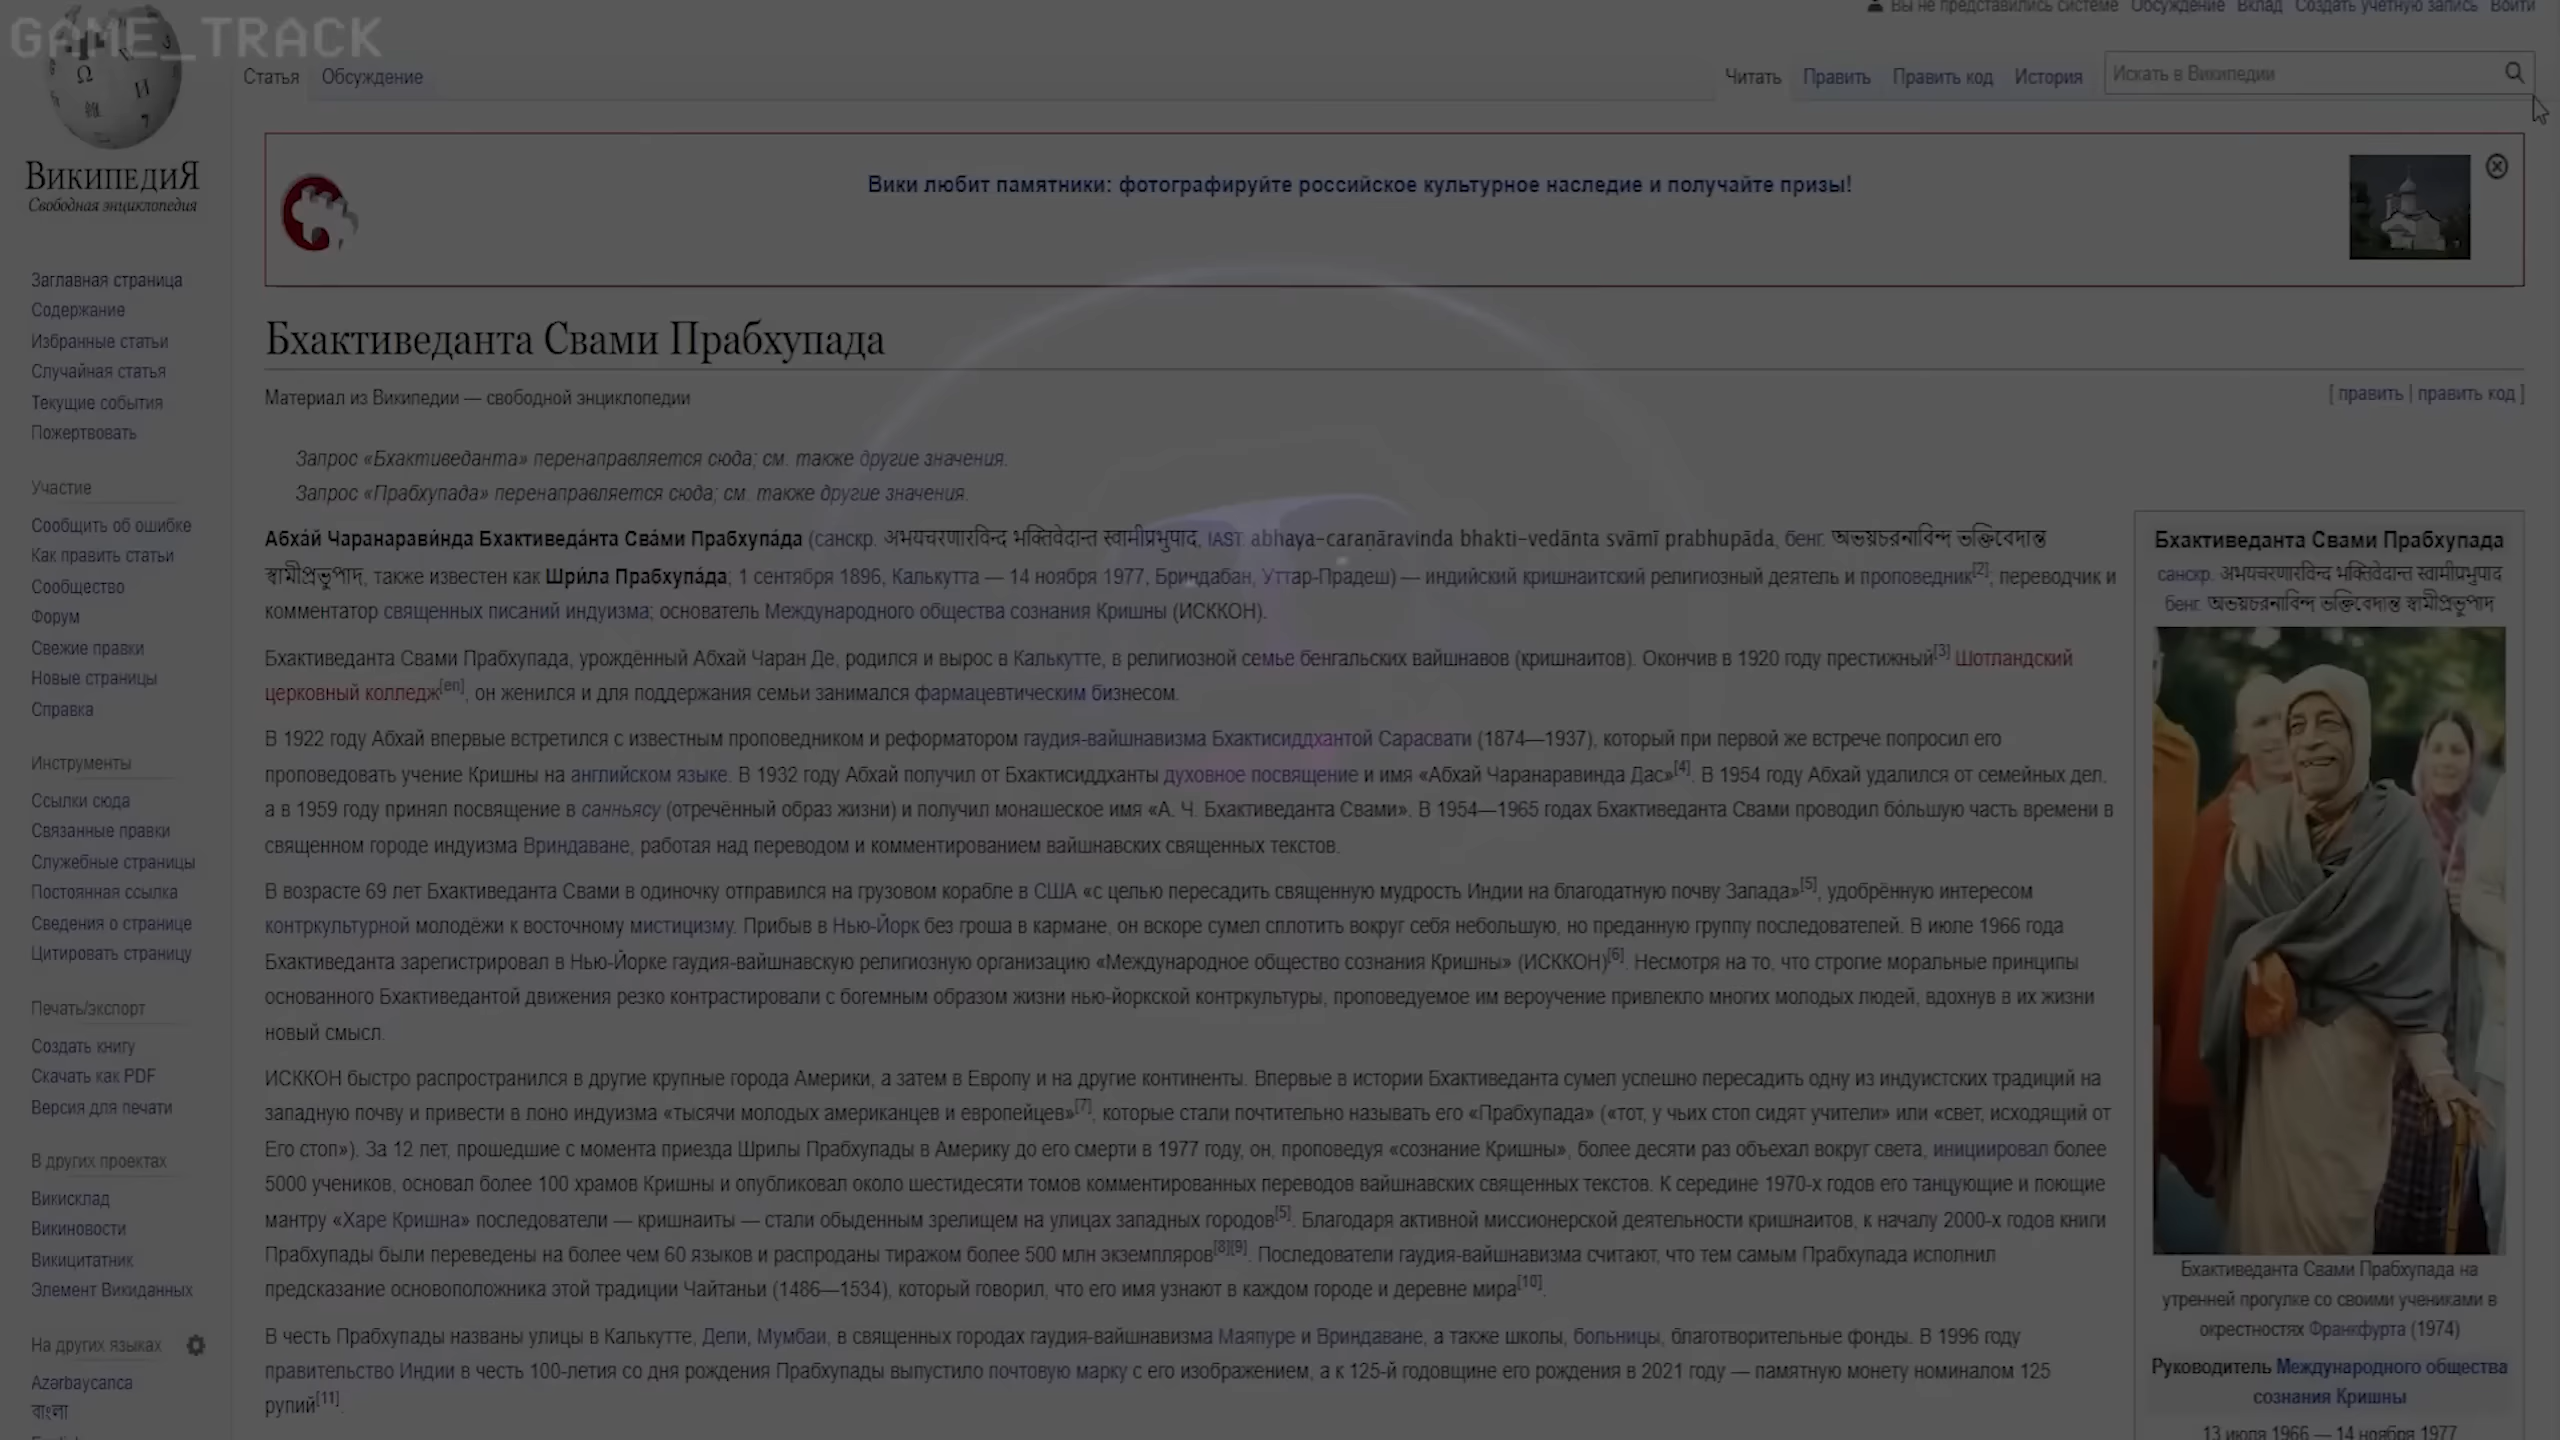 GAME_TRACK
Вы не представились системе Обсуждение Вклад Создать учётную запись Войти
Статья Обсуждение Читать Править Править код История Искать в Википедии
ВикипедиЯ
Свободная энциклопедия
Вики любит памятники: фотографируйте российское культурное наследие и получайте призы!
Заглавная страница
Содержание
Избранные статьи
Случайная статья
Текущие события
Пожертвовать
Участие
Сообщить об ошибке
Как править статьи
Сообщество
Форум
Свежие правки
Новые страницы
Справка
Инструменты
Ссылки сюда
Связанные правки
Служебные страницы
Постоянная ссылка
Сведения о странице
Цитировать страницу
Печать/экспорт
Создать книгу
Скачать как PDF
Версия для печати
В других проектах
Викисклад
Викиновости
Викицитатник
Элемент Викиданных
На других языках
Azərbaycanca
বাংলা
Бхактиведанта Свами Прабхупада
Материал из Википедии — свободной энциклопедии
[ править | править код ]
Запрос «Бхактиведанта» перенаправляется сюда; см. также другие значения.
Запрос «Прабхупада» перенаправляется сюда; см. также другие значения.
Абха́й Чаранарави́нда Бхактиведа́нта Сва́ми Прабхупа́да (санскр. अभयचरणारविन्द भक्तिवेदान्त स्वामीप्रभुपाद, IAST abhaya-caraṇāravinda bhakti-vedānta svāmī prabhupāda, бенг. অভয়চরনাবিন্দ ভক্তিবেদান্ত
স্বামীপ্রভুপাদ, также известен как Шри́ла Прабхупа́да; 1 сентября 1896, Калькутта — 14 ноября 1977, Бриндабан, Уттар-Прадеш) — индийский кришнаитский религиозный деятель и проповедник[2]; переводчик и
комментатор священных писаний индуизма; основатель Международного общества сознания Кришны (ИСККОН).
Бхактиведанта Свами Прабхупада, урождённый Абхай Чаран Де, родился и вырос в Калькутте, в религиозной семье бенгальских вайшнавов (кришнаитов). Окончив в 1920 году престижный[3] Шотландский
церковный колледж[en], он женился и для поддержания семьи занимался фармацевтическим бизнесом.
В 1922 году Абхай впервые встретился с известным проповедником и реформатором гаудия-вайшнавизма Бхактисиддхантой Сарасвати (1874—1937), который при первой же встрече попросил его
проповедовать учение Кришны на английском языке. В 1932 году Абхай получил от Бхактисиддханты духовное посвящение и имя «Абхай Чаранаравинда Дас»[4]. В 1954 году Абхай удалился от семейных дел,
а в 1959 году принял посвящение в санньясу (отречённый образ жизни) и получил монашеское имя «А. Ч. Бхактиведанта Свами». В 1954—1965 годах Бхактиведанта Свами проводил бо́льшую часть времени в
священном городе индуизма Вриндаване, работая над переводом и комментированием вайшнавских священных текстов.
В возрасте 69 лет Бхактиведанта Свами в одиночку отправился на грузовом корабле в США «с целью пересадить священную мудрость Индии на благодатную почву Запада»[5], удобрённую интересом
контркультурной молодёжи к восточному мистицизму. Прибыв в Нью-Йорк без гроша в кармане, он вскоре сумел сплотить вокруг себя небольшую, но преданную группу последователей. В июле 1966 года
Бхактиведанта зарегистрировал в Нью-Йорке гаудия-вайшнавскую религиозную организацию «Международное общество сознания Кришны» (ИСККОН)[6]. Несмотря на то, что строгие моральные принципы
основанного Бхактиведантой движения резко контрастировали с богемным образом жизни нью-йоркской контркультуры, проповедуемое им вероучение привлекло многих молодых людей, вдохнув в их жизни
новый смысл.
ИСККОН быстро распространился в другие крупные города Америки, а затем в Европу и на другие континенты. Впервые в истории Бхактиведанта сумел успешно пересадить одну из индуистских традиций на
западную почву и привести в лоно индуизма «тысячи молодых американцев и европейцев»[7], которые стали почтительно называть его «Прабхупада» («тот, у чьих стоп сидят учители» или «свет, исходящий от
Его стоп»). За 12 лет, прошедшие с момента приезда Шрилы Прабхупады в Америку до его смерти в 1977 году, он, проповедуя «сознание Кришны», более десяти раз объехал вокруг света, инициировал более
5000 учеников, основал более 100 храмов Кришны и опубликовал около шестидесяти томов комментированных переводов вайшнавских священных текстов. К середине 1970-х годов его танцующие и поющие
мантру «Харе Кришна» последователи — кришнаиты — стали обыденным зрелищем на улицах западных городов[5]. Благодаря активной миссионерской деятельности кришнаитов, к началу 2000-х годов книги
Прабхупады были переведены на более чем 60 языков и распроданы тиражом более 500 млн экземпляров[8][9]. Последователи гаудия-вайшнавизма считают, что тем самым Прабхупада исполнил
предсказание основоположника этой традиции Чайтаньи (1486—1534), который говорил, что его имя узнают в каждом городе и деревне мира[10].
В честь Прабхупады названы улицы в Калькутте, Дели, Мумбаи, в священных городах гаудия-вайшнавизма Маяпуре и Вриндаване, а также школы, больницы, благотворительные фонды. В 1996 году
правительство Индии в честь 100-летия со дня рождения Прабхупады выпустило почтовую марку с его изображением, а к 125-й годовщине его рождения в 2021 году — памятную монету номиналом 125
рупий[11].
Бхактиведанта Свами Прабхупада
санскр. अभयचरणारविन्द भक्तिवेदान्त स्वामीप्रभुपाद
бенг. অভয়চরনাবিন্দ ভক্তিবেদান্ত স্বামীপ্রভুপাদ
Бхактиведанта Свами Прабхупада на
утренней прогулке со своими учениками в
окрестностях Франкфурта (1974)
Руководитель Международного общества
сознания Кришны
13 июля 1966 — 14 ноября 1977